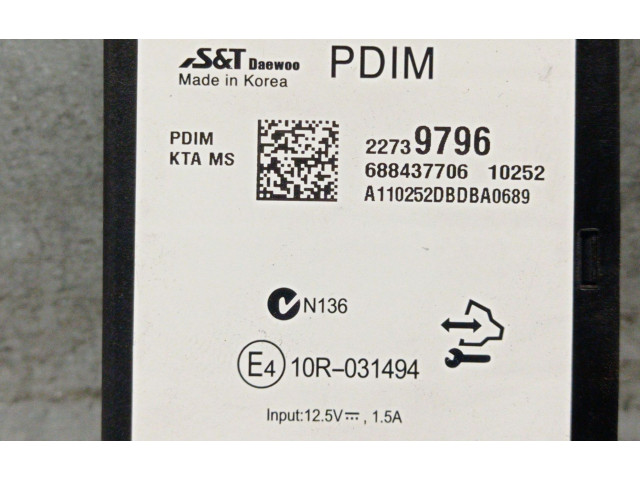 S&T Daewoo PDIM
Made in Korea
PDIM
KTA MS
22739796
688437706 10252
A110252DBDBA0689
N136
E4 10R-031494
Input:12.5V⎓, 1.5A